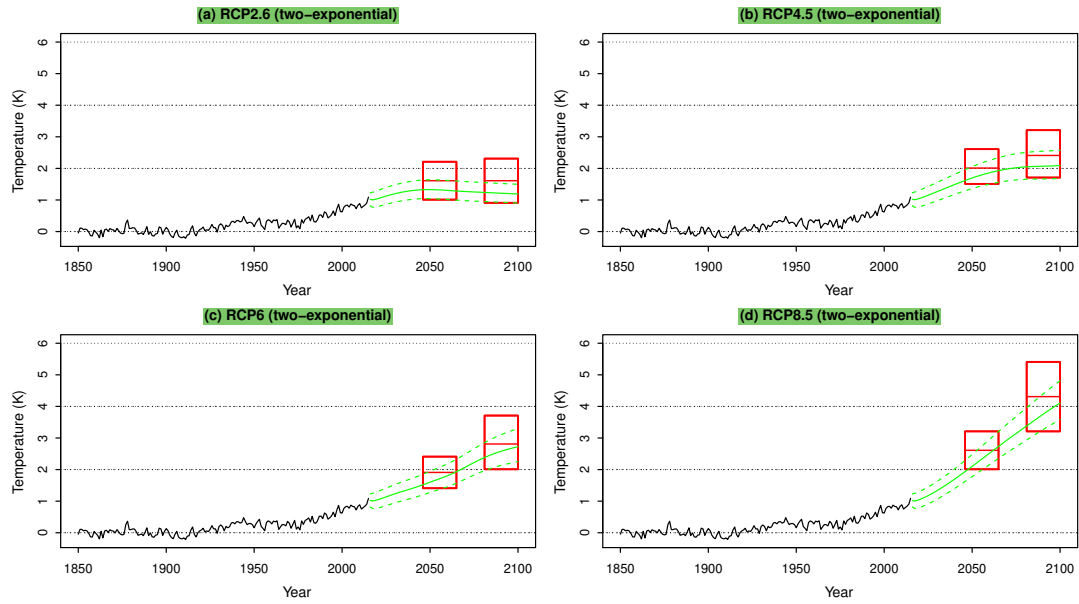 (a) RCP2.6 (two−exponential)
Temperature (K)
6
5
4
3
2
1
0
1850 1900 1950 2000 2050 2100
Year
(b) RCP4.5 (two−exponential)
Temperature (K)
6
5
4
3
2
1
0
1850 1900 1950 2000 2050 2100
Year
(c) RCP6 (two−exponential)
Temperature (K)
6
5
4
3
2
1
0
1850 1900 1950 2000 2050 2100
Year
(d) RCP8.5 (two−exponential)
Temperature (K)
6
5
4
3
2
1
0
1850 1900 1950 2000 2050 2100
Year